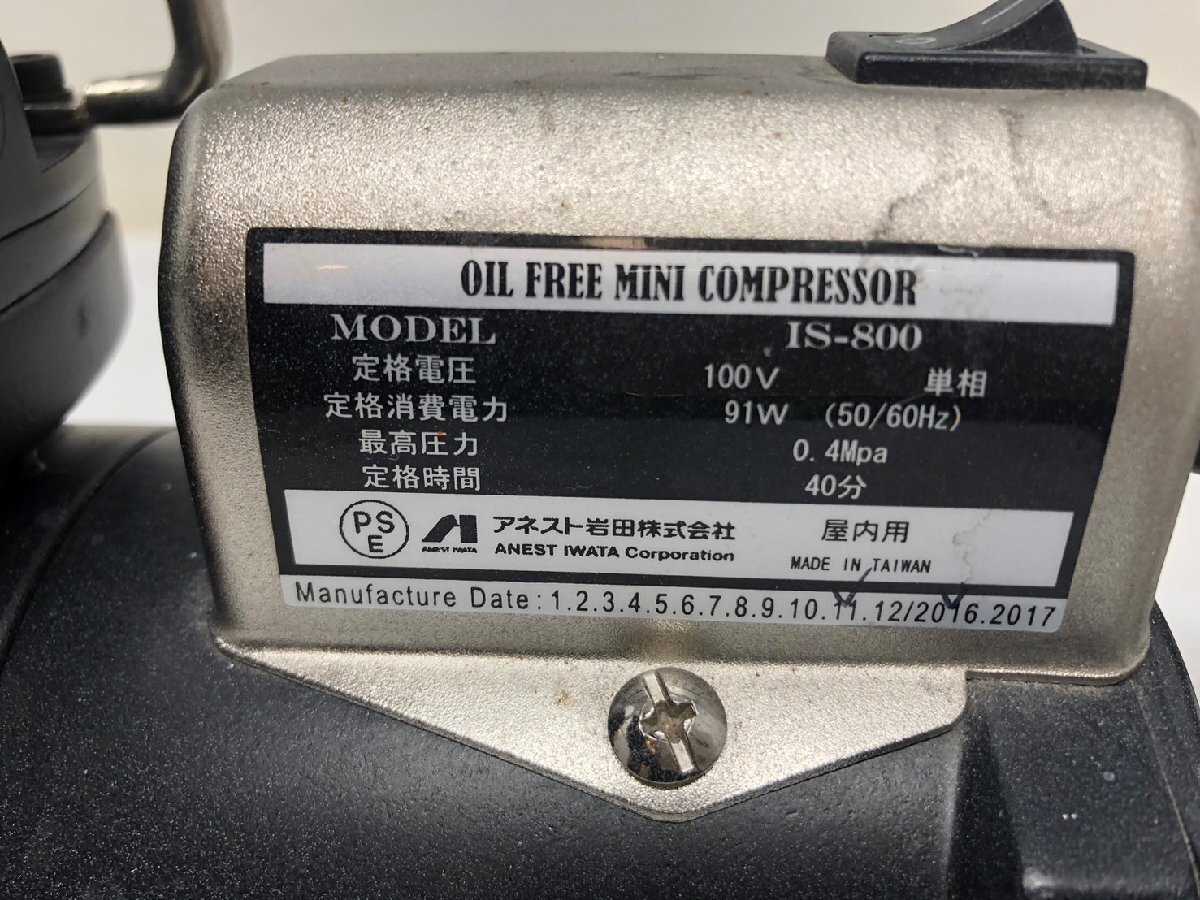 OIL FREE MINI COMPRESSOR
MODEL IS-800
定格電圧 100V 単相
定格消費電力 91W (50/60Hz)
最高圧力 0.4Mpa
定格時間 40分
PSE ANEST IWATA アネスト岩田株式会社 屋内用
ANEST IWATA Corporation MADE IN TAIWAN
Manufacture Date:1.2.3.4.5.6.7.8.9.10.11.12/2016.2017